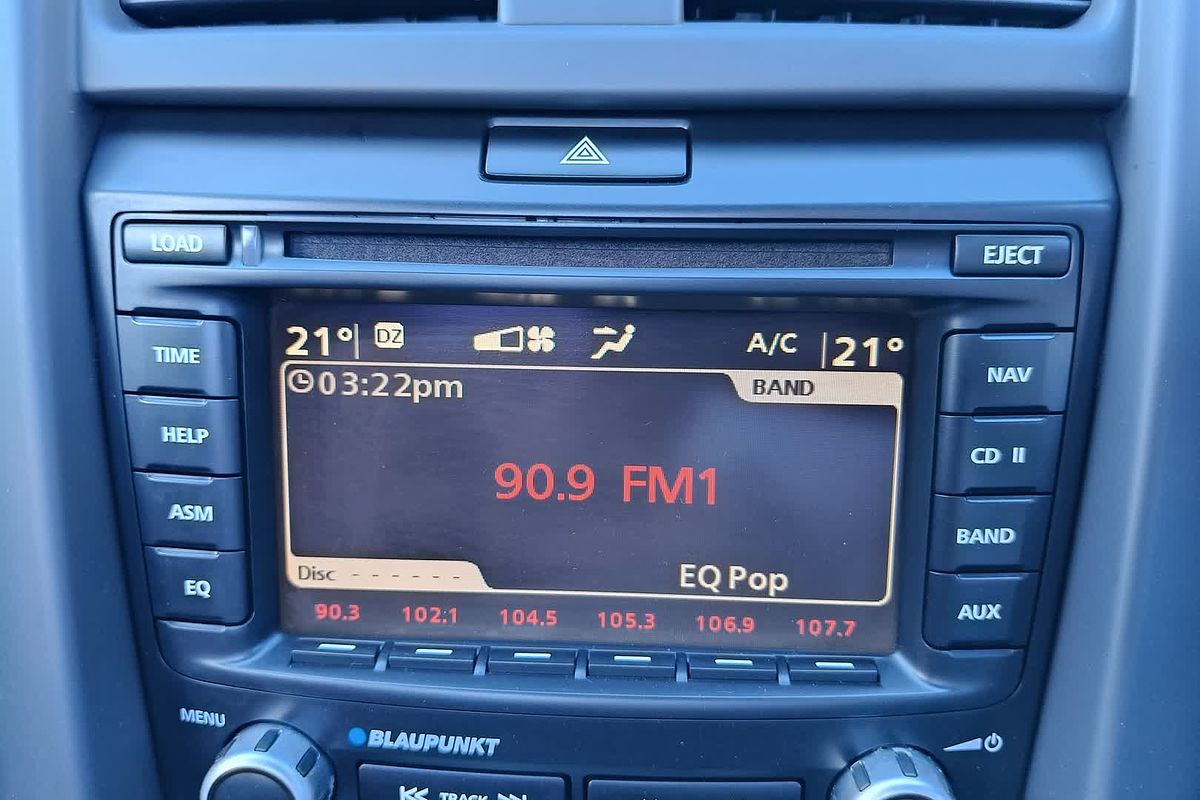 LOAD
EJECT
21° DZ A/C 21°
03:22pm BAND
90.9 FM1
Disc - - - - - -
EQ Pop
90.3 102.1 104.5 105.3 106.9 107.7
TIME
HELP
ASM
EQ
NAV
CD II
BAND
AUX
MENU
BLAUPUNKT
TRACK